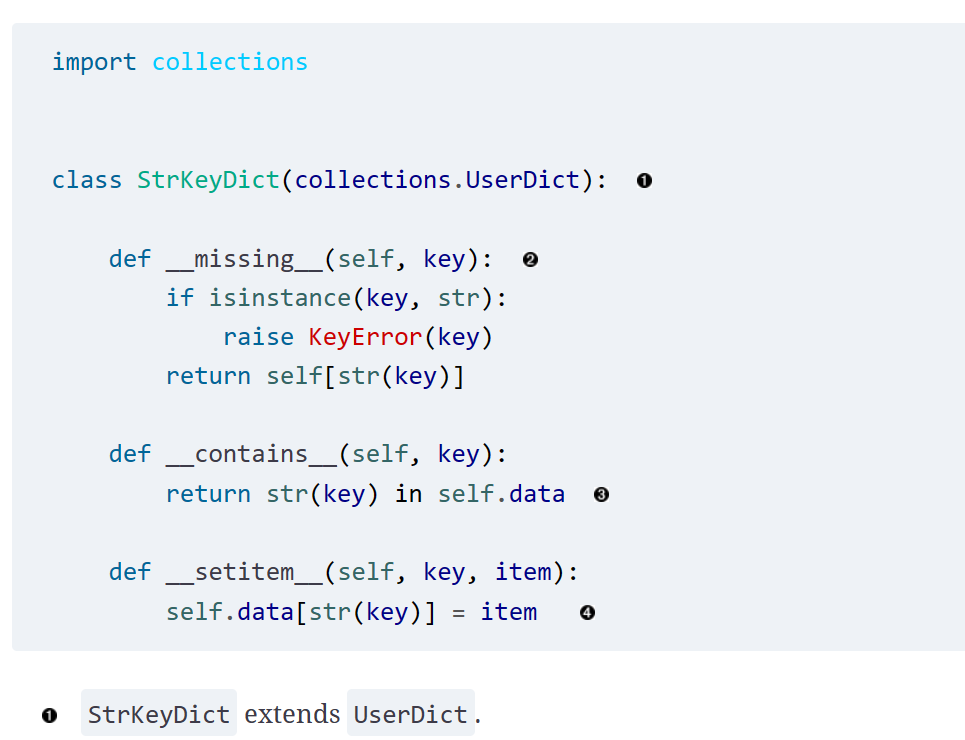 import collections
class StrKeyDict(collections.UserDict): ❶
    def __missing__(self, key): ❷
        if isinstance(key, str):
            raise KeyError(key)
        return self[str(key)]
    def __contains__(self, key):
        return str(key) in self.data ❸
    def __setitem__(self, key, item):
        self.data[str(key)] = item ❹
❶ StrKeyDict extends UserDict.